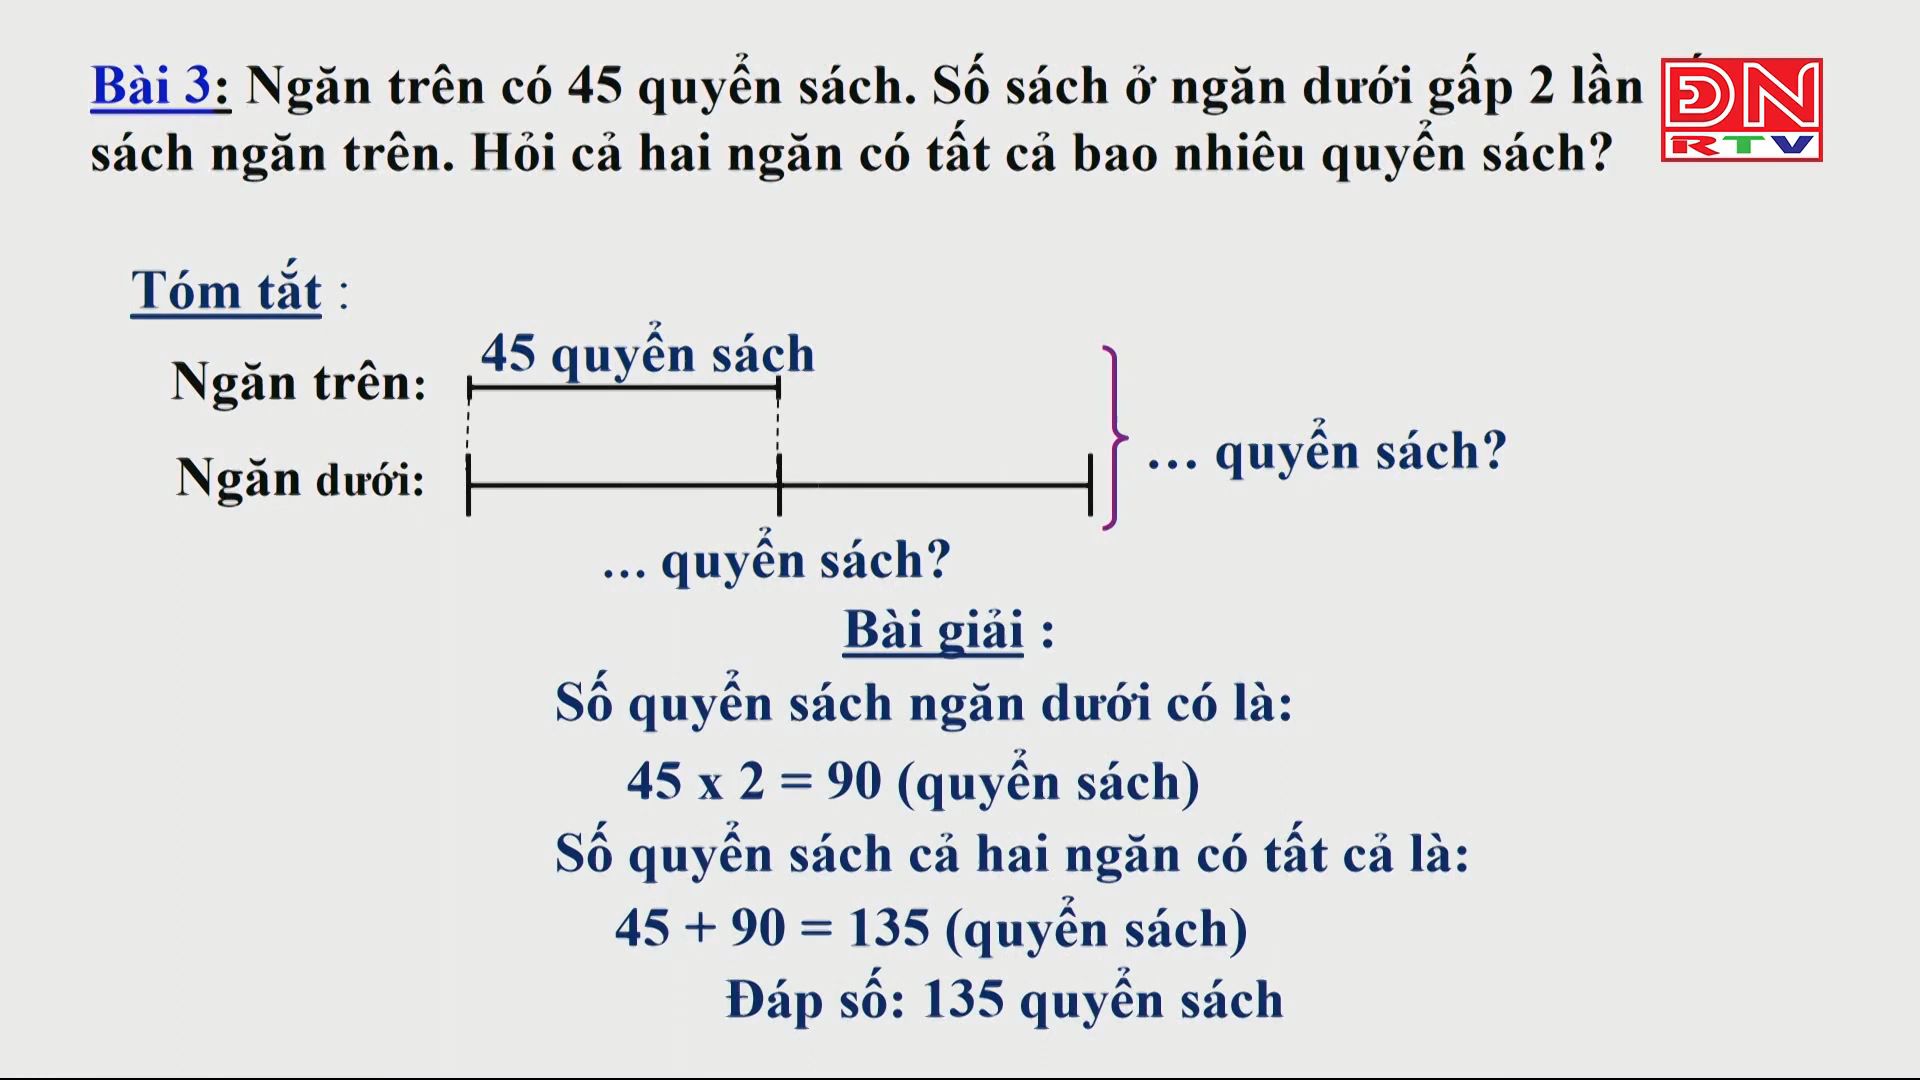 Bài 3: Ngăn trên có 45 quyển sách. Số sách ở ngăn dưới gấp 2 lần
sách ngăn trên. Hỏi cả hai ngăn có tất cả bao nhiêu quyển sách?
ĐN
RTV
Tóm tắt :
45 quyển sách
Ngăn trên:
... quyển sách?
Ngăn dưới:
... quyển sách?
Bài giải :
Số quyển sách ngăn dưới có là:
45 x 2 = 90 (quyển sách)
Số quyển sách cả hai ngăn có tất cả là:
45 + 90 = 135 (quyển sách)
Đáp số: 135 quyển sách